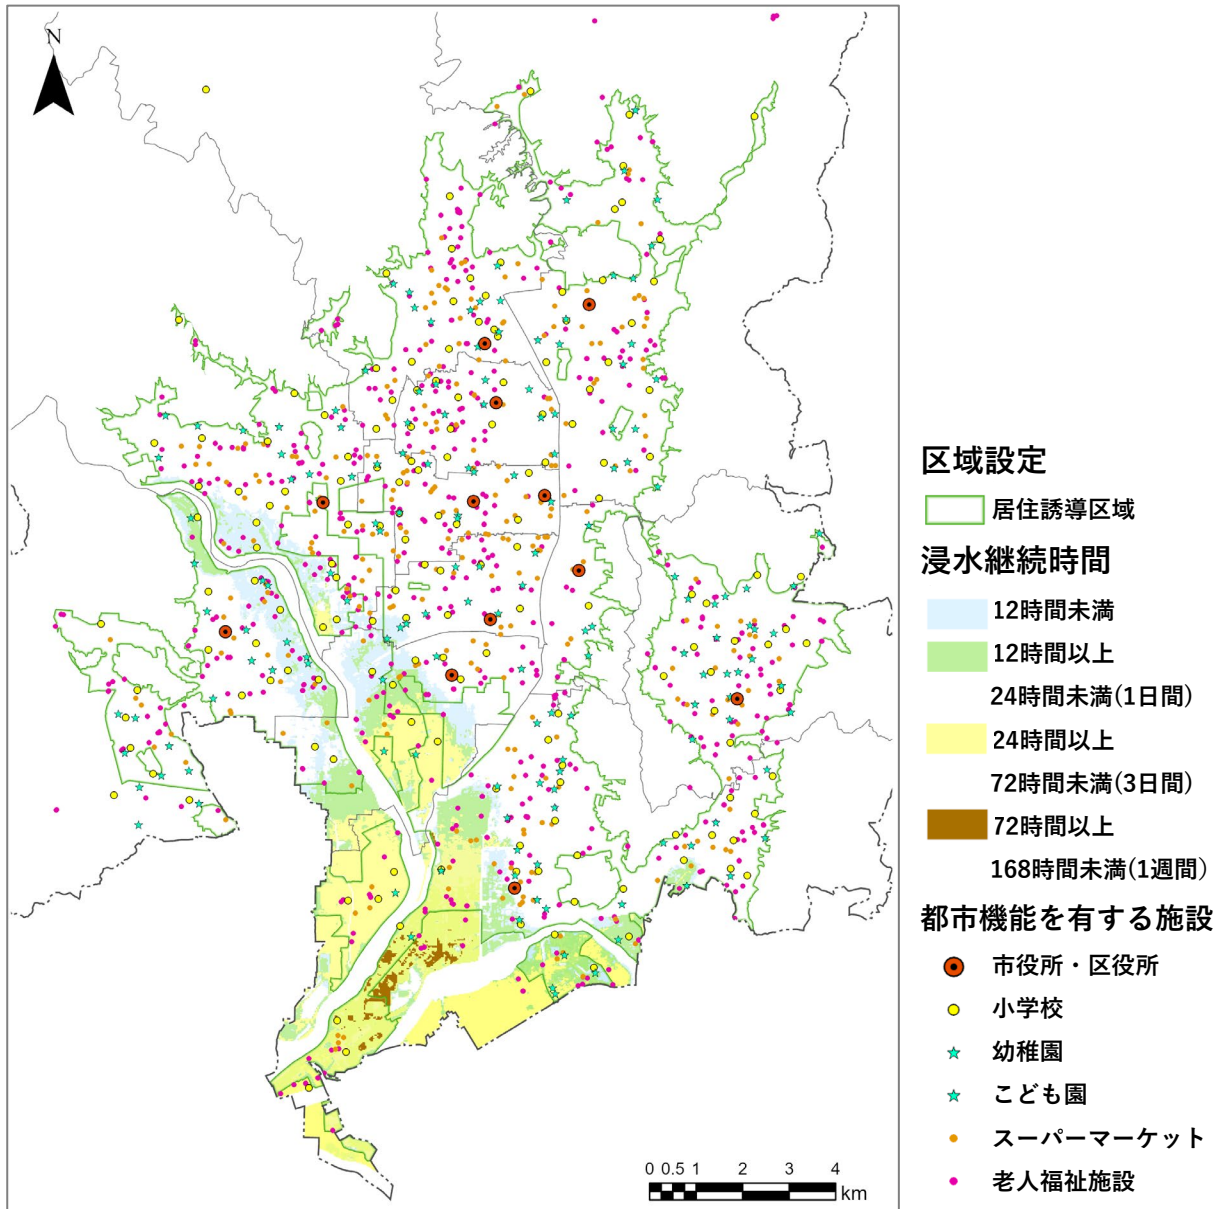 N
区域設定
居住誘導区域
浸水継続時間
12時間未満
12時間以上
24時間未満(1日間)
24時間以上
72時間未満(3日間)
72時間以上
168時間未満(1週間)
都市機能を有する施設
市役所・区役所
小学校
幼稚園
こども園
スーパーマーケット
老人福祉施設
0 0.5 1 2 3 4
km